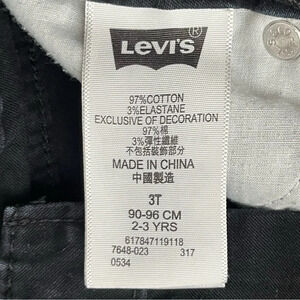 LEVI'S®
97%COTTON
3%ELASTANE
EXCLUSIVE OF DECORATION
97%棉
3%彈性纖維
不包括裝飾部分
MADE IN CHINA
中國製造
3T
90-96 CM
2-3 YRS
617847119118
7648-023 317
0534